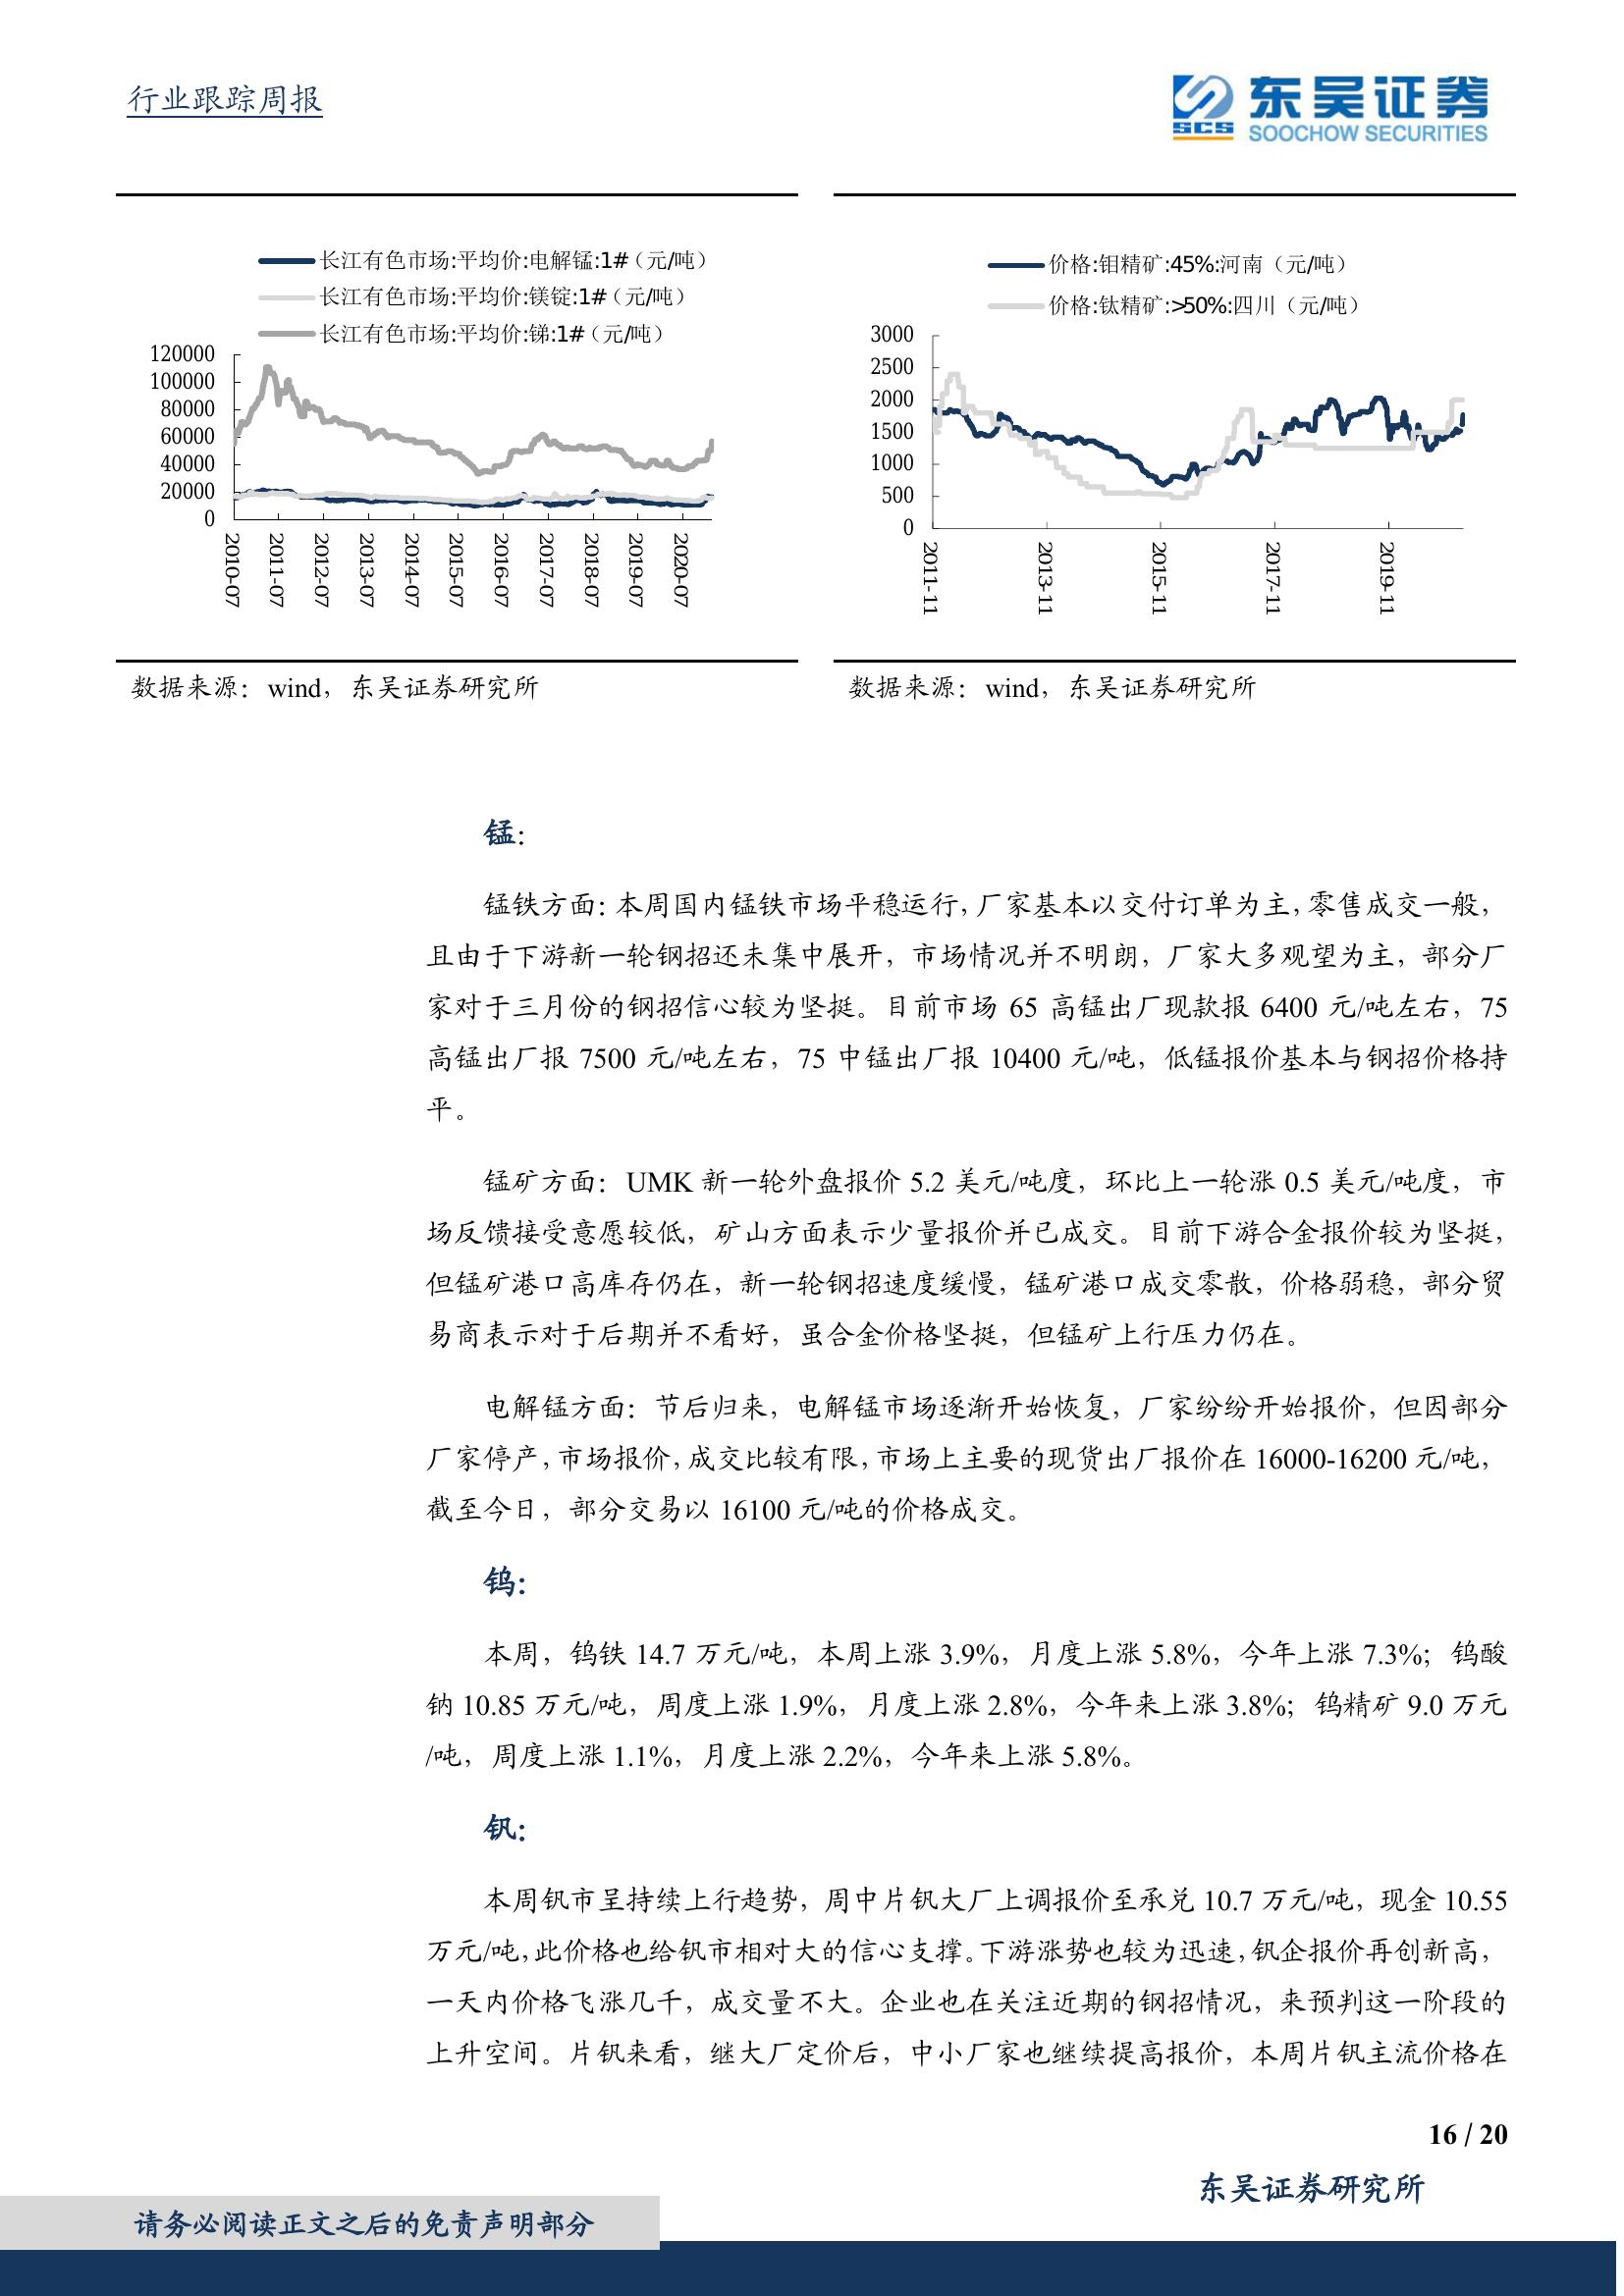 行业跟踪周报
东吴证券
SCS
SOOCHOW SECURITIES
长江有色市场:平均价:电解锰:1#（元/吨）
长江有色市场:平均价:镁锭:1#（元/吨）
长江有色市场:平均价:锑:1#（元/吨）
120000
100000
80000
60000
40000
20000
0
2010-07
2011-07
2012-07
2013-07
2014-07
2015-07
2016-07
2017-07
2018-07
2019-07
2020-07
价格:钼精矿:45%:河南（元/吨）
价格:钛精矿:>50%:四川（元/吨）
3000
2500
2000
1500
1000
500
0
2011-11
2013-11
2015-11
2017-11
2019-11
数据来源：wind，东吴证券研究所
数据来源：wind，东吴证券研究所
锰：
锰铁方面：本周国内锰铁市场平稳运行，厂家基本以交付订单为主，零售成交一般，
且由于下游新一轮钢招还未集中展开，市场情况并不明朗，厂家大多观望为主，部分厂
家对于三月份的钢招信心较为坚挺。目前市场 65 高锰出厂现款报 6400 元/吨左右，75
高锰出厂报 7500 元/吨左右，75 中锰出厂报 10400 元/吨，低锰报价基本与钢招价格持
平。
锰矿方面：UMK 新一轮外盘报价 5.2 美元/吨度，环比上一轮涨 0.5 美元/吨度，市
场反馈接受意愿较低，矿山方面表示少量报价并已成交。目前下游合金报价较为坚挺，
但锰矿港口高库存仍在，新一轮钢招速度缓慢，锰矿港口成交零散，价格弱稳，部分贸
易商表示对于后期并不看好，虽合金价格坚挺，但锰矿上行压力仍在。
电解锰方面：节后归来，电解锰市场逐渐开始恢复，厂家纷纷开始报价，但因部分
厂家停产，市场报价，成交比较有限，市场上主要的现货出厂报价在 16000-16200 元/吨，
截至今日，部分交易以 16100 元/吨的价格成交。
钨：
本周，钨铁 14.7 万元/吨，本周上涨 3.9%，月度上涨 5.8%，今年上涨 7.3%；钨酸
钠 10.85 万元/吨，周度上涨 1.9%，月度上涨 2.8%，今年来上涨 3.8%；钨精矿 9.0 万元
/吨，周度上涨 1.1%，月度上涨 2.2%，今年来上涨 5.8%。
钒：
本周钒市呈持续上行趋势，周中片钒大厂上调报价至承兑 10.7 万元/吨，现金 10.55
万元/吨，此价格也给钒市相对大的信心支撑。下游涨势也较为迅速，钒企报价再创新高，
一天内价格飞涨几千，成交量不大。企业也在关注近期的钢招情况，来预判这一阶段的
上升空间。片钒来看，继大厂定价后，中小厂家也继续提高报价，本周片钒主流价格在
16 / 20
东吴证券研究所
请务必阅读正文之后的免责声明部分